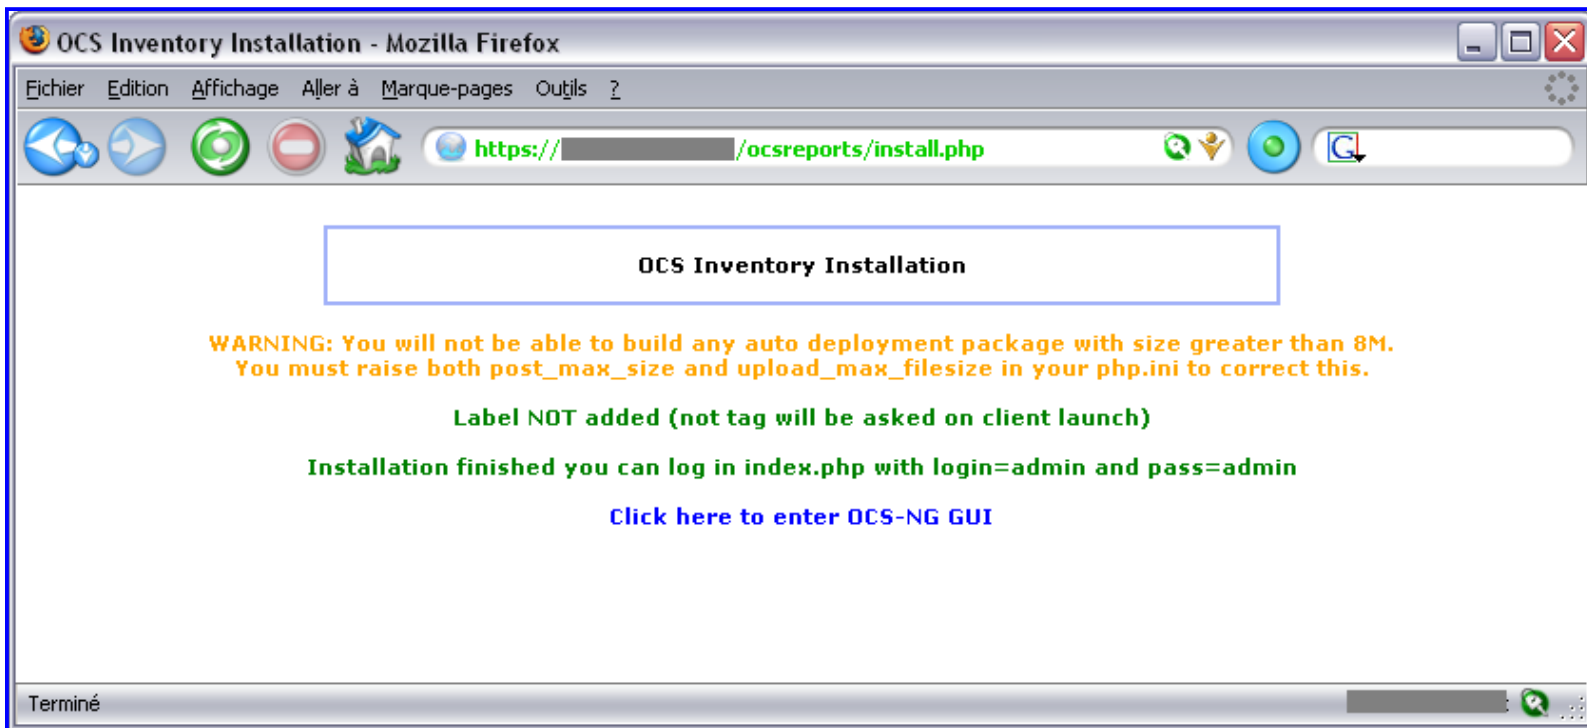 OCS Inventory Installation - Mozilla Firefox
Fichier Edition Affichage Aller à Marque-pages Outils ?
https:// /ocsreports/install.php G
OCS Inventory Installation
WARNING: You will not be able to build any auto deployment package with size greater than 8M.
You must raise both post_max_size and upload_max_filesize in your php.ini to correct this.
Label NOT added (not tag will be asked on client launch)
Installation finished you can log in index.php with login=admin and pass=admin
Click here to enter OCS-NG GUI
Terminé :